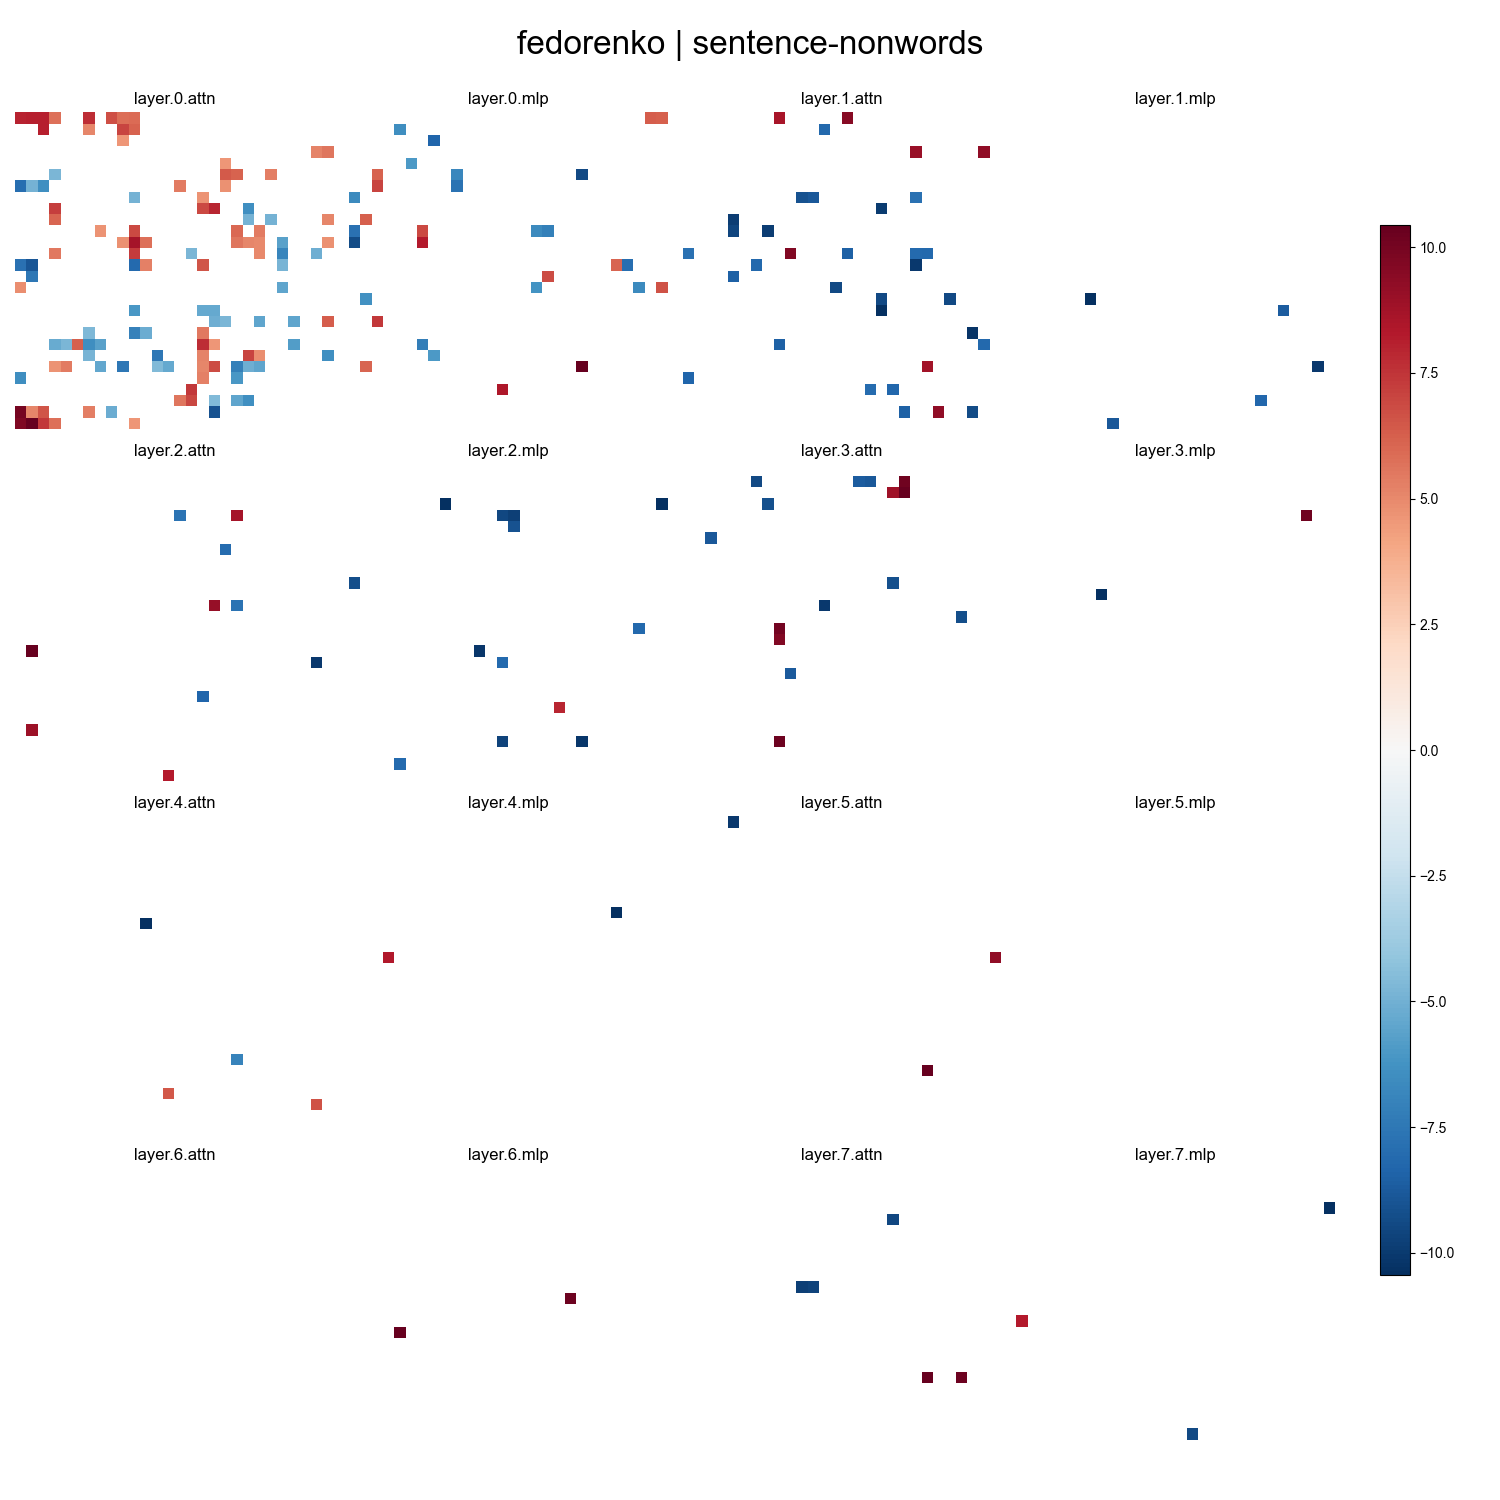 fedorenko | sentence-nonwords
layer.0.attn
layer.0.mlp
layer.1.attn
layer.1.mlp
layer.2.attn
layer.2.mlp
layer.3.attn
layer.3.mlp
layer.4.attn
layer.4.mlp
layer.5.attn
layer.5.mlp
layer.6.attn
layer.6.mlp
layer.7.attn
layer.7.mlp
10.0
7.5
5.0
2.5
0.0
−2.5
−5.0
−7.5
−10.0